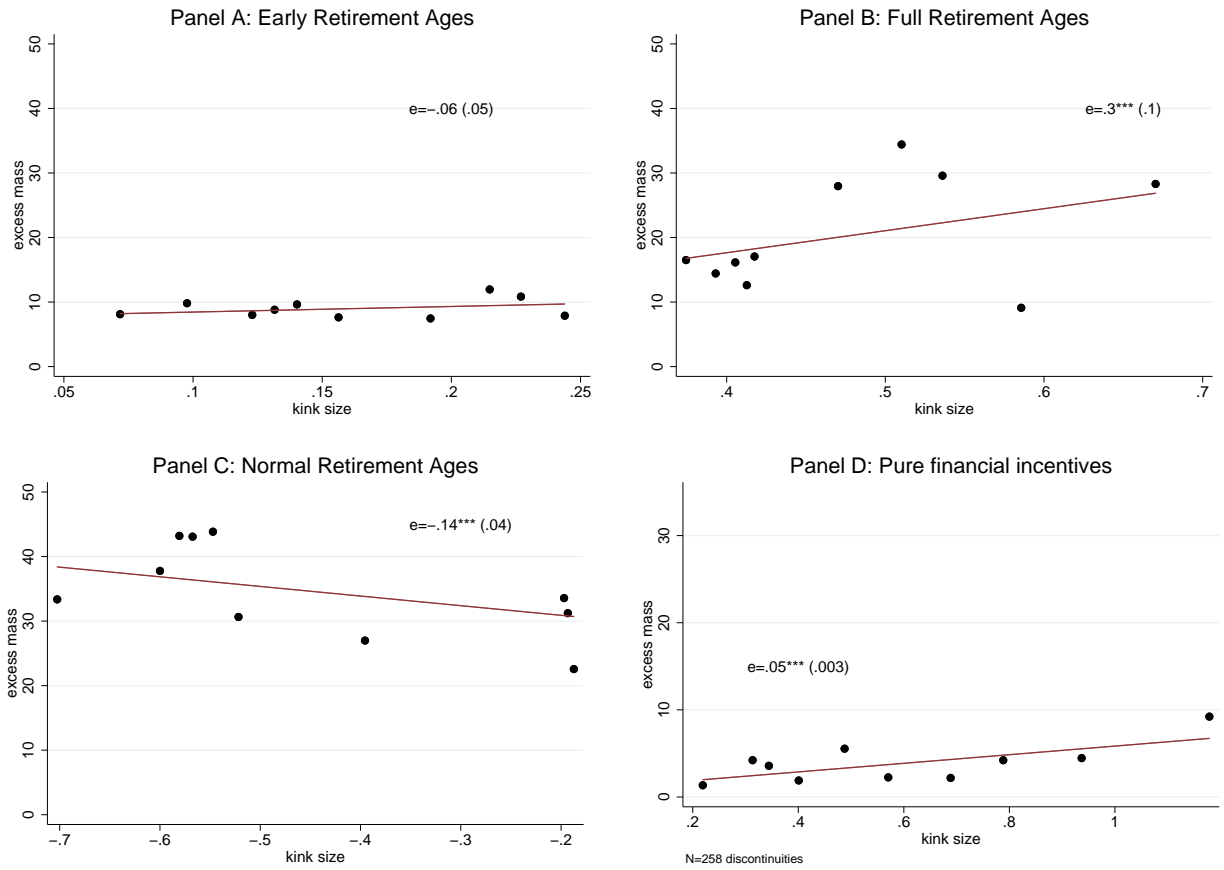 Panel A: Early Retirement Ages
50
40
30
20
10
0
excess mass
e=−.06 (.05)
.05 .1 .15 .2 .25
kink size
Panel B: Full Retirement Ages
50
40
30
20
10
0
excess mass
e=.3*** (.1)
.4 .5 .6 .7
kink size
Panel C: Normal Retirement Ages
50
40
30
20
10
0
excess mass
e=−.14*** (.04)
−.7 −.6 −.5 −.4 −.3 −.2
kink size
Panel D: Pure financial incentives
30
20
10
0
excess mass
e=.05*** (.003)
.2 .4 .6 .8 1
kink size
N=258 discontinuities